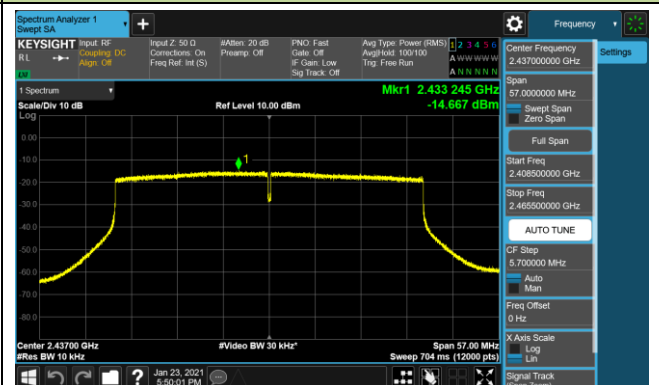 Spectrum Analyzer 1
Swept SA
Frequency
KEYSIGHT
RL
Input: RF
Coupling: DC
Align: Off
Input Z: 50 Ω
Corrections: On
Freq Ref: Int (S)
#Atten: 20 dB
Preamp: Off
PNO: Fast
Gate: Off
IF Gain: Low
Sig Track: Off
Avg Type: Power (RMS)
Avg|Hold: 100/100
Trig: Free Run
1 2 3 4 5 6
A W W W W W
A N N N N N
1 Spectrum
Scale/Div 10 dB
Ref Level 10.00 dBm
Mkr1 2.433 245 GHz
-14.667 dBm
Log
0.00
-10.0
-20.0
-30.0
-40.0
-50.0
-60.0
-70.0
-80.0
1
Center 2.43700 GHz
#Res BW 10 kHz
#Video BW 30 kHz*
Span 57.00 MHz
Sweep 704 ms (12000 pts)
Jan 23, 2021
5:50:01 PM
Center Frequency
2.437000000 GHz
Settings
Span
57.0000000 MHz
Swept Span
Zero Span
Full Span
Start Freq
2.408500000 GHz
Stop Freq
2.465500000 GHz
AUTO TUNE
CF Step
5.700000 MHz
Auto
Man
Freq Offset
0 Hz
X Axis Scale
Log
Lin
Signal Track